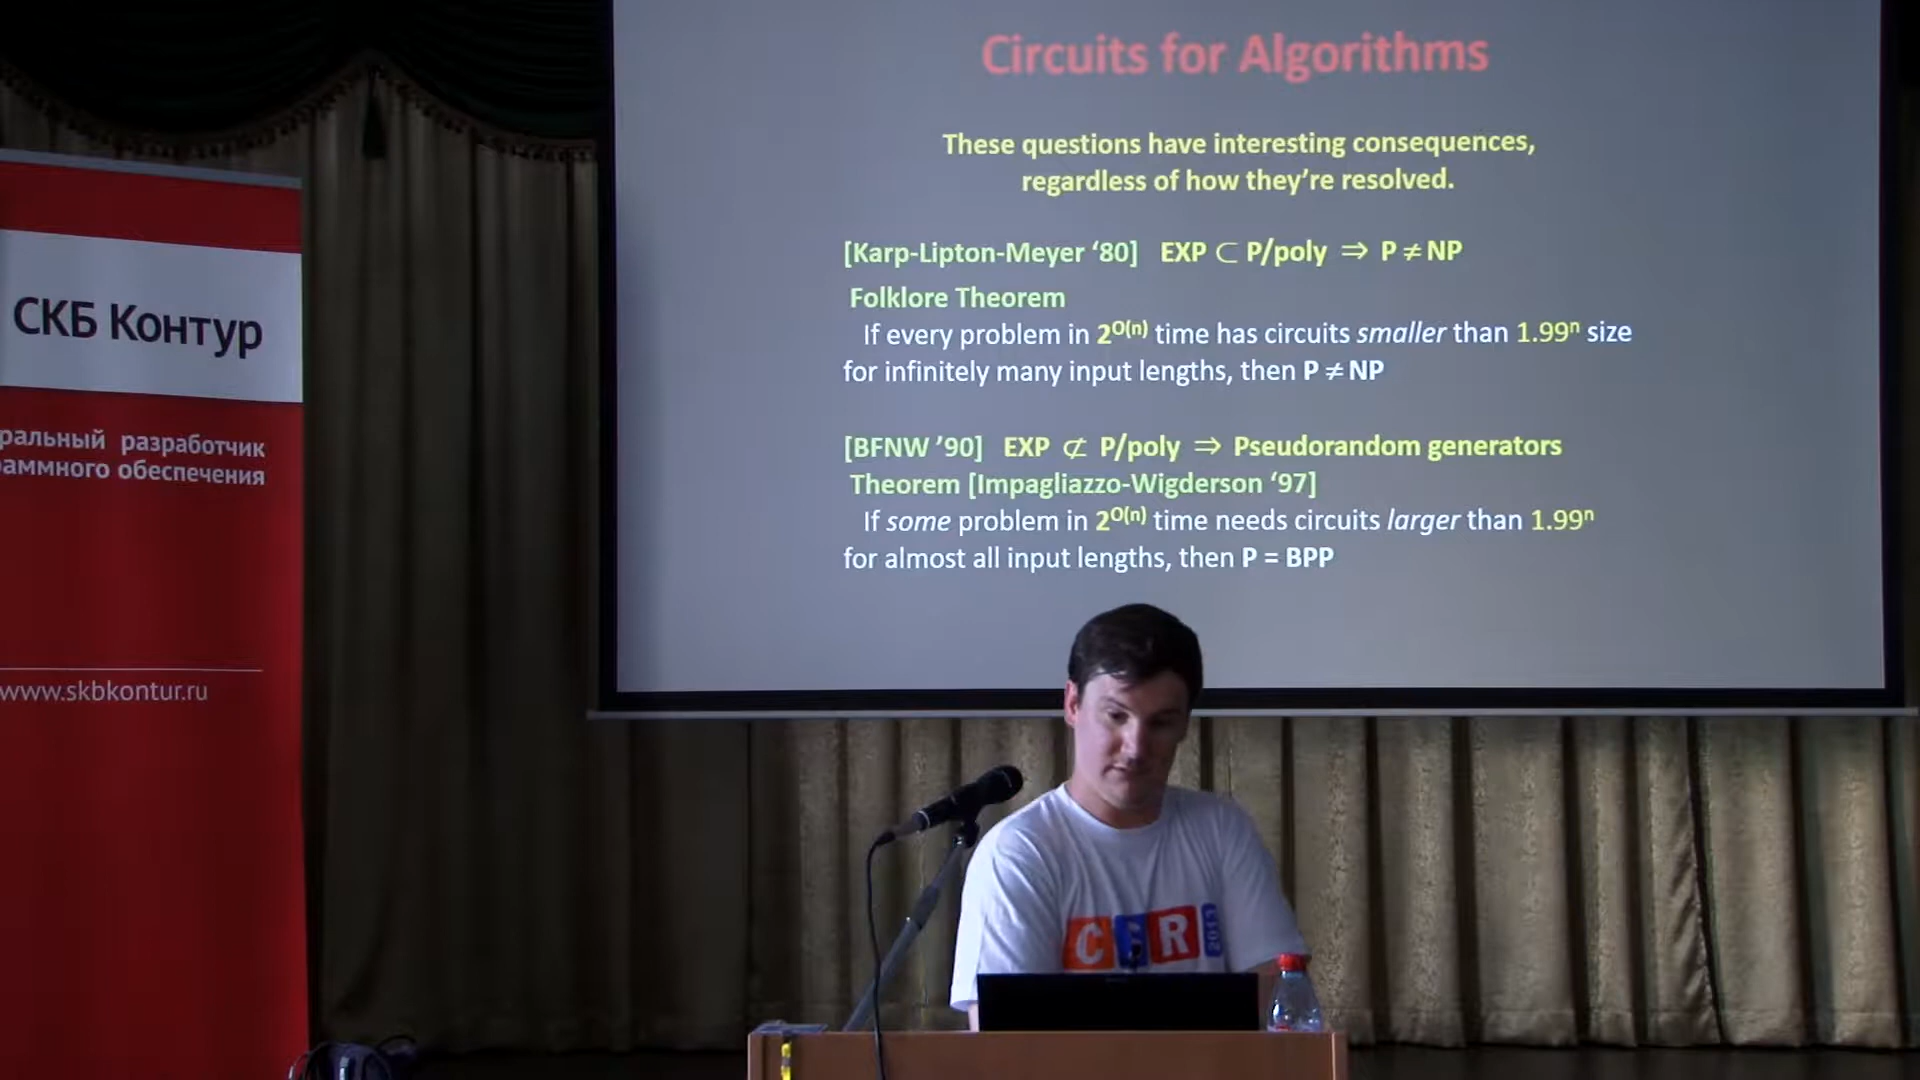 Circuits for Algorithms
These questions have interesting consequences,
regardless of how they're resolved.
[Karp-Lipton-Meyer ‘80] EXP ⊂ P/poly ⇒ P ≠ NP
Folklore Theorem
If every problem in 2^O(n) time has circuits smaller than 1.99^n size
for infinitely many input lengths, then P ≠ NP
[BFNW ’90] EXP ⊄ P/poly ⇒ Pseudorandom generators
Theorem [Impagliazzo-Wigderson ‘97]
If some problem in 2^O(n) time needs circuits larger than 1.99^n
for almost all input lengths, then P = BPP
СКБ Контур
ральный разработчик
раммного обеспечения
www.skbkontur.ru
C R 2013